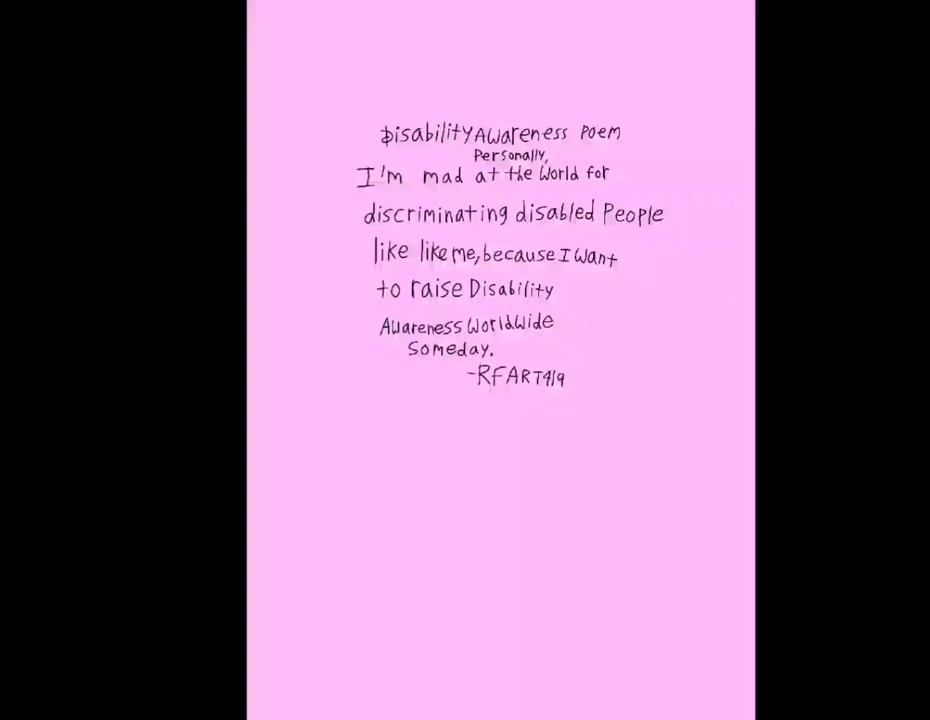 Disability Awareness Poem
Personally,
I'm mad at the World for
discriminating disabled People
like like me, because I Want
to raise Disability
Awareness Worldwide
Someday.
-RFART419